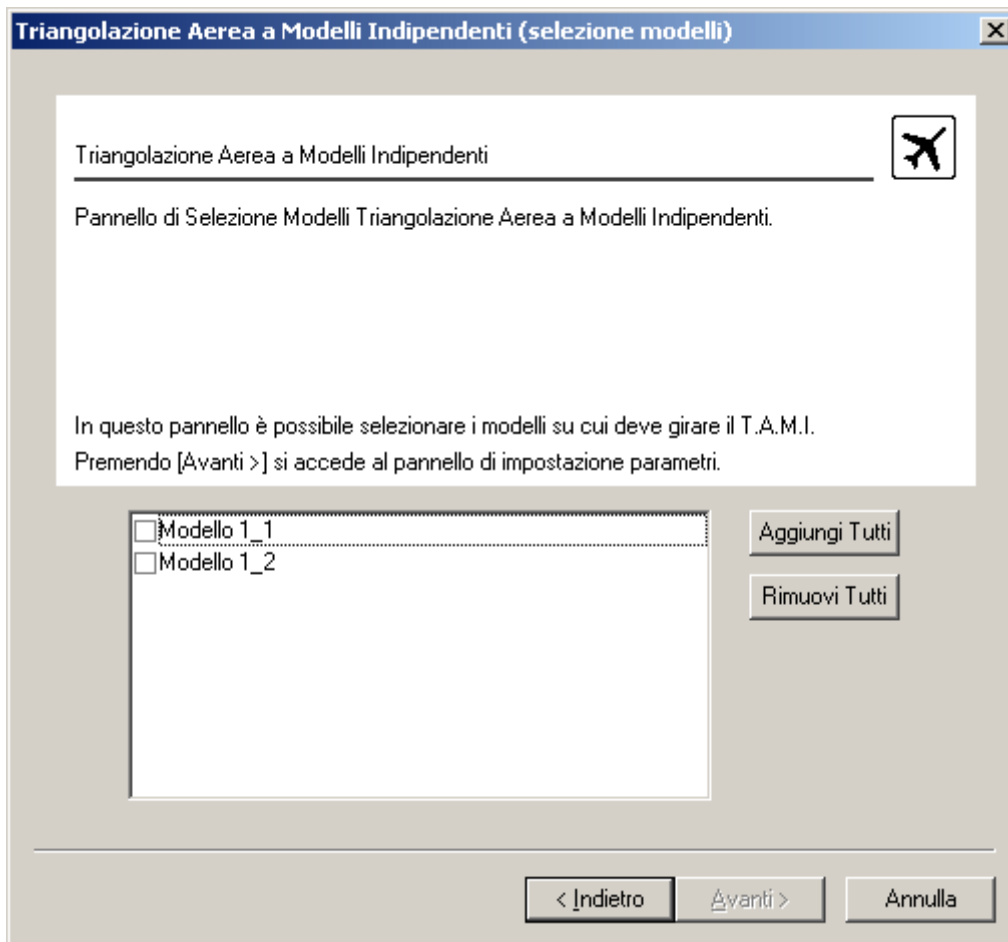 Triangolazione Aerea a Modelli Indipendenti (selezione modelli)
Triangolazione Aerea a Modelli Indipendenti
Pannello di Selezione Modelli Triangolazione Aerea a Modelli Indipendenti.
In questo pannello è possibile selezionare i modelli su cui deve girare il T.A.M.I.
Premendo [Avanti >] si accede al pannello di impostazione parametri.
Modello 1_1
Modello 1_2
Aggiungi Tutti
Rimuovi Tutti
< Indietro
Avanti >
Annulla